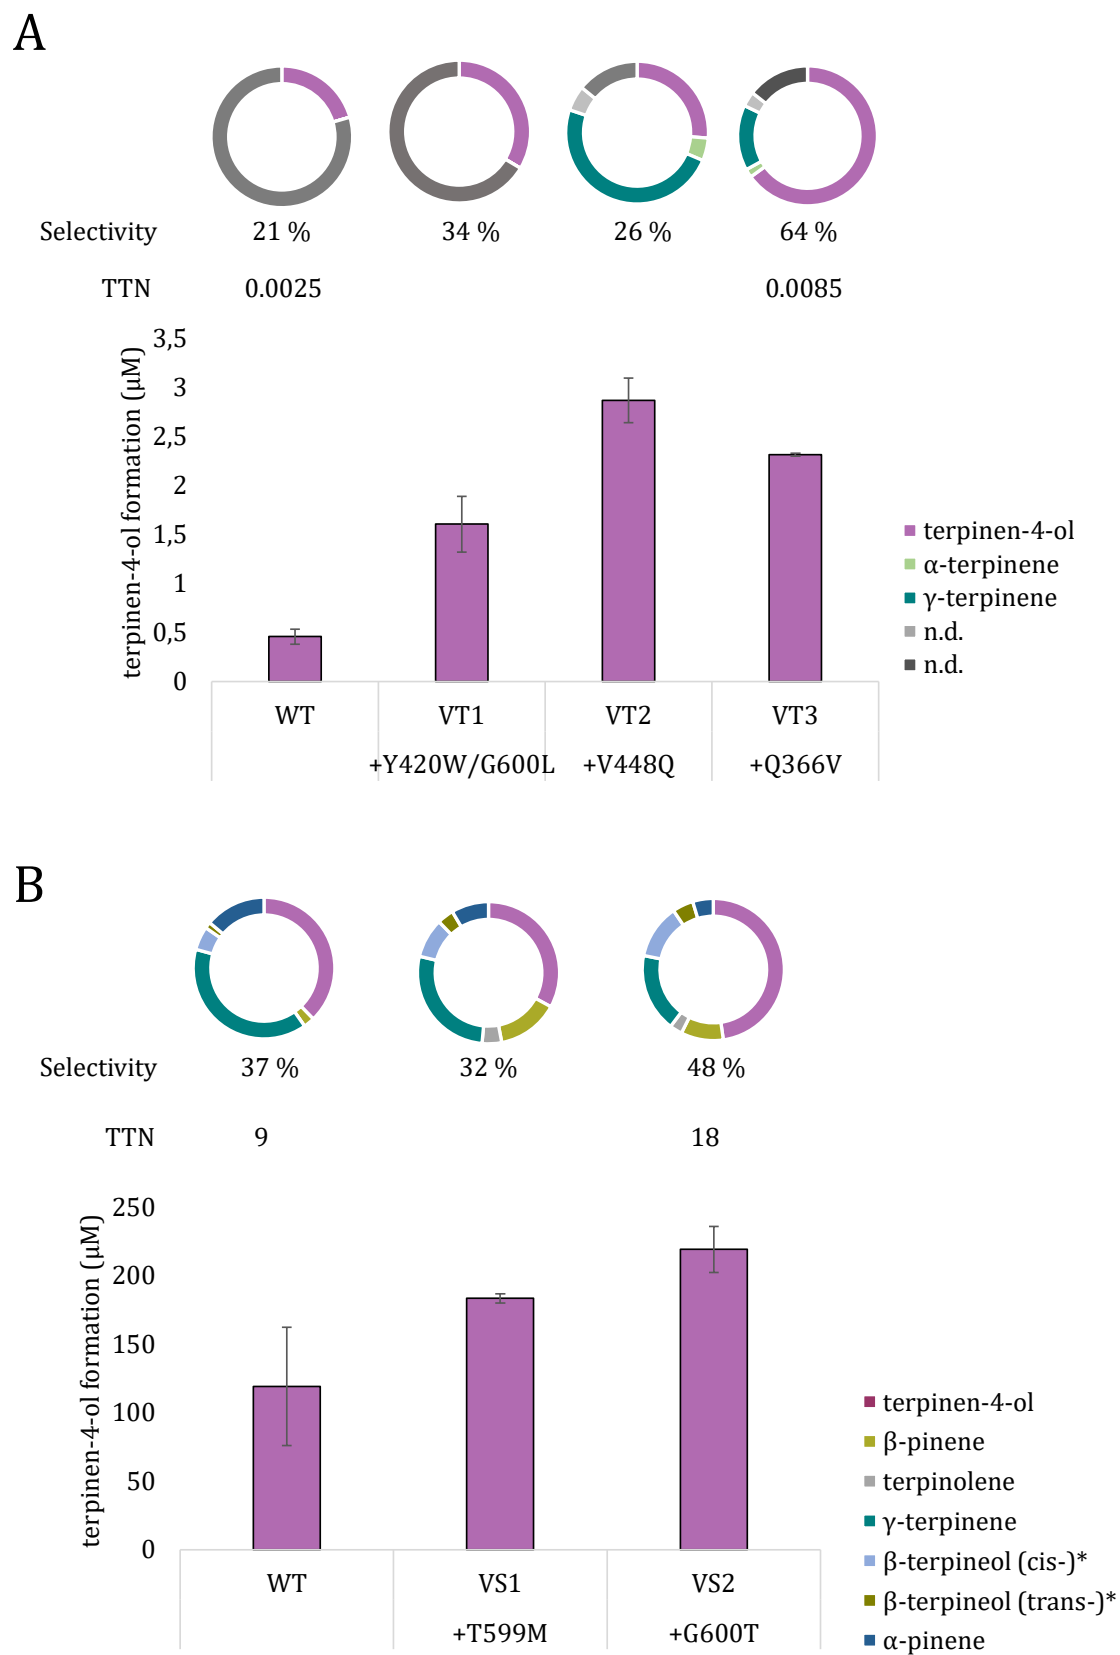 A
Selectivity 21 % 34 % 26 % 64 %
TTN 0.0025 0.0085
terpinen-4-ol formation (μM)
3,5
3
2,5
2
1,5
1
0,5
0
WT VT1 VT2 VT3
+Y420W/G600L +V448Q +Q366V
terpinen-4-ol
α-terpinene
γ-terpinene
n.d.
n.d.
B
Selectivity 37 % 32 % 48 %
TTN 9 18
terpinen-4-ol formation (μM)
250
200
150
100
50
0
WT VS1 VS2
+T599M +G600T
terpinen-4-ol
β-pinene
terpinolene
γ-terpinene
β-terpineol (cis-)*
β-terpineol (trans-)*
α-pinene